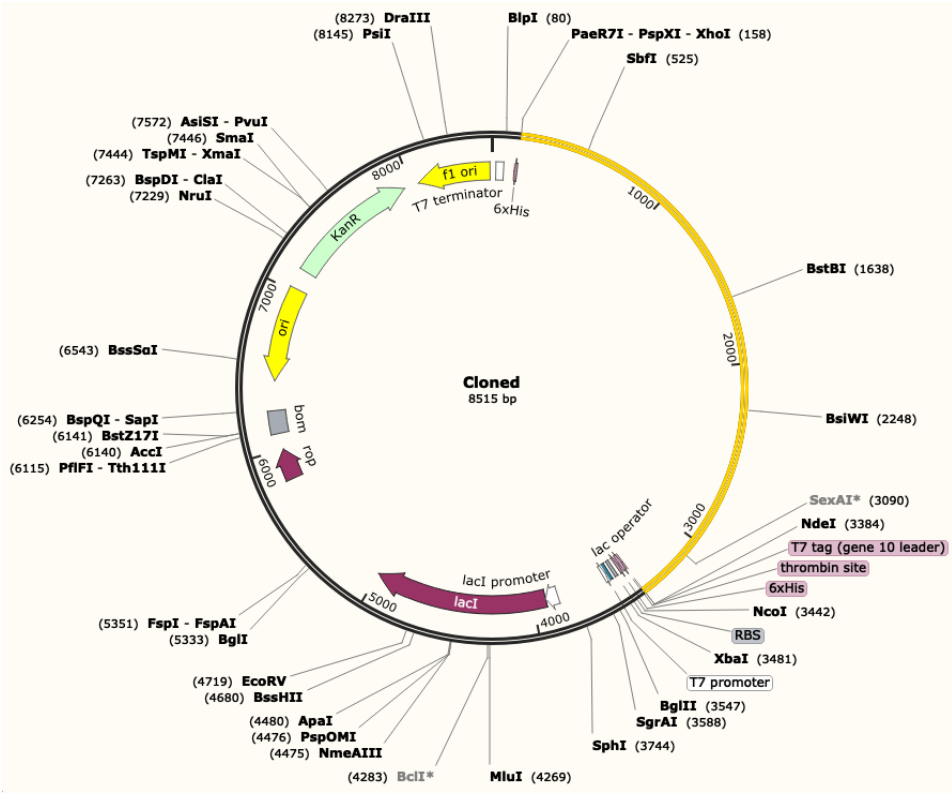 (8273) DraIII
(8145) PsiI
BlpI (80)
PaeR7I - PspXI - XhoI (158)
SbfI (525)
(7572) AsiSI - PvuI
(7446) SmaI
(7444) TspMI - XmaI
(7263) BspDI - ClaI
(7229) NruI
8000
f1 ori
T7 terminator
6xHis
KanR
1000
BstBI (1638)
7000
ori
2000
(6543) BssSαI
Cloned
8515 bp
(6254) BspQI - SapI
(6141) BstZ17I
(6140) AccI
(6115) PflFI - Tth111I
bom
rop
6000
BsiWI (2248)
SexAI* (3090)
3000
NdeI (3384)
T7 tag (gene 10 leader)
thrombin site
6xHis
NcoI (3442)
RBS
XbaI (3481)
T7 promoter
lac operator
lacI promoter
lacI
5000
4000
(5351) FspI - FspAI
(5333) BglI
BglII (3547)
SgrAI (3588)
SphI (3744)
(4719) EcoRV
(4680) BssHII
(4480) ApaI
(4476) PspOMI
(4475) NmeAIII
(4283) BclI*
MluI (4269)